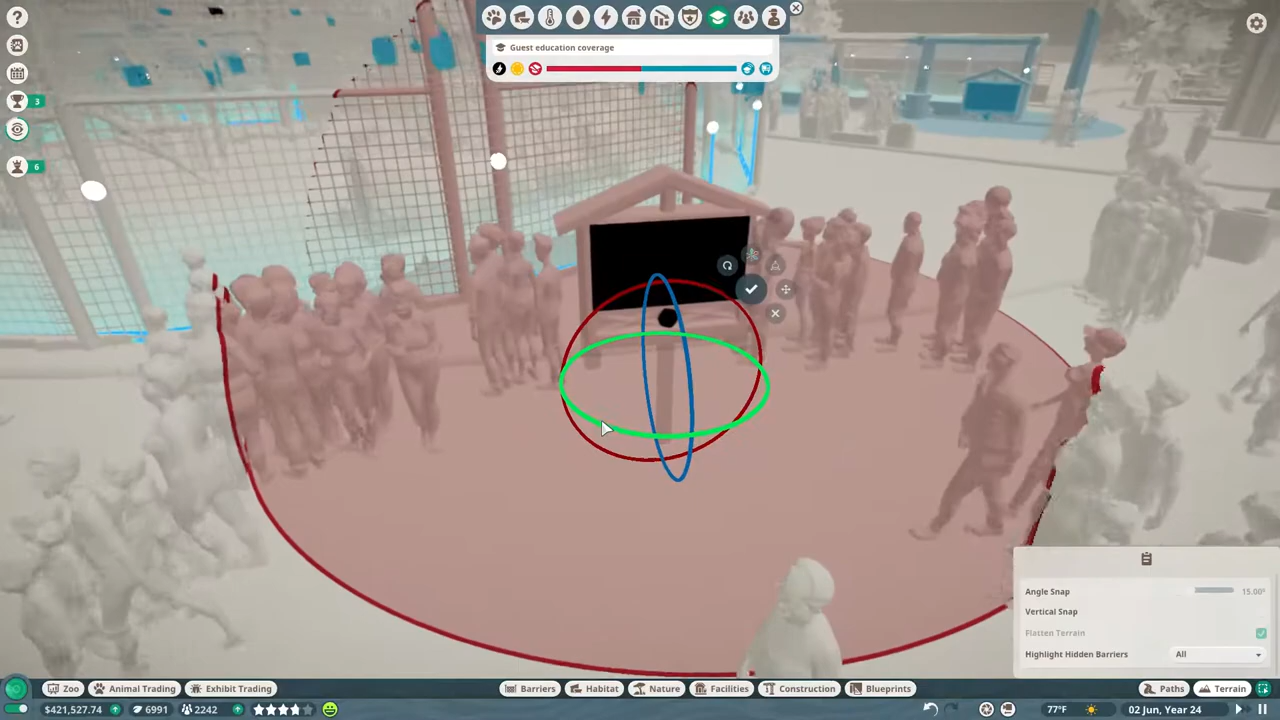 Guest education coverage
3
6
Angle Snap 15.00°
Vertical Snap
Flatten Terrain
Highlight Hidden Barriers All
Zoo Animal Trading Exhibit Trading Barriers Habitat Nature Facilities Construction Blueprints Paths Terrain
$421,527.74 6991 2242 77°F 02 Jun, Year 24